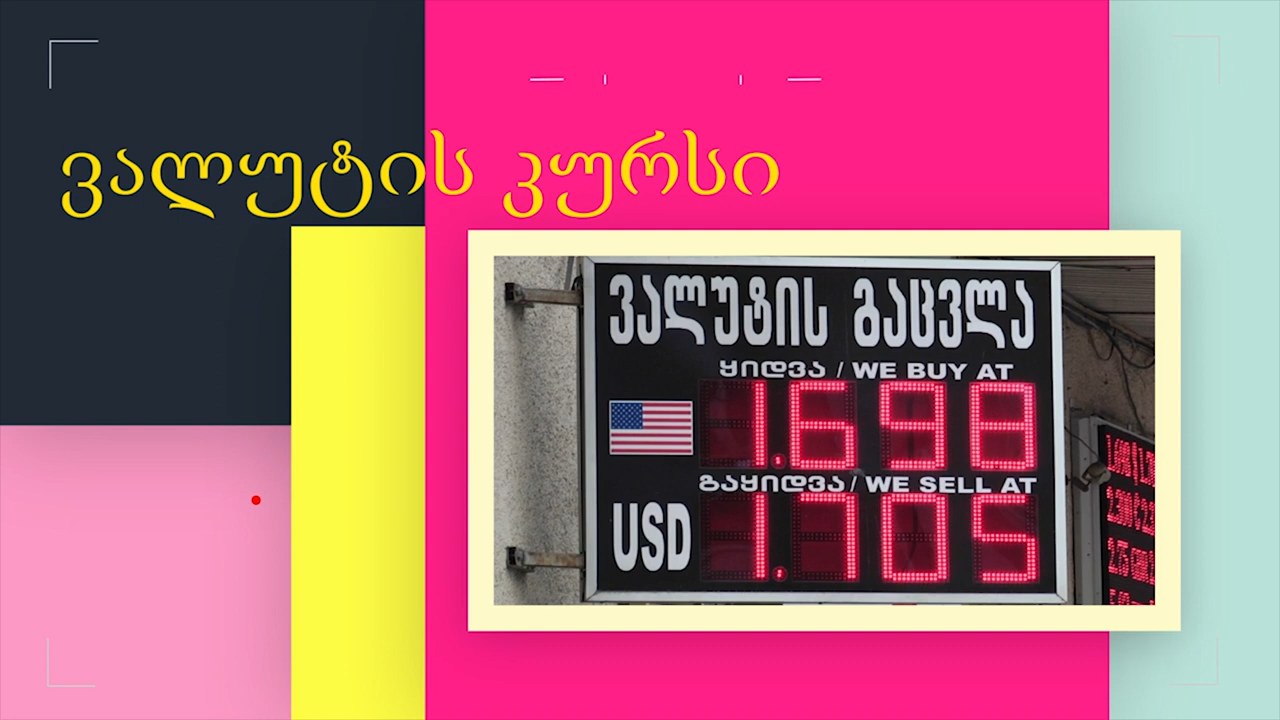 ვალუტის კურსი
ვალუტის გაცვლა
ყიდვა / WE BUY AT
1.698
გაყიდვა / WE SELL AT
USD 1.705